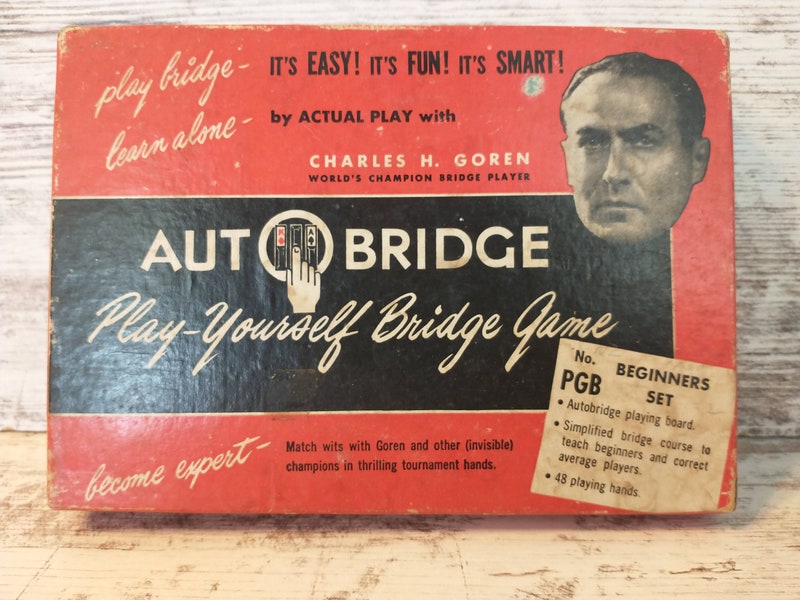 play bridge-
learn alone-
IT'S EASY! IT'S FUN! IT'S SMART!
by ACTUAL PLAY with
CHARLES H. GOREN
WORLD'S CHAMPION BRIDGE PLAYER
AUTOBRIDGE
K A
Play-Yourself Bridge Game
become expert-
Match wits with Goren and other (invisible)
champions in thrilling tournament hands.
No.
PGB
BEGINNERS
SET
• Autobridge playing board.
• Simplified bridge course to
teach beginners and correct
average players.
• 48 playing hands.